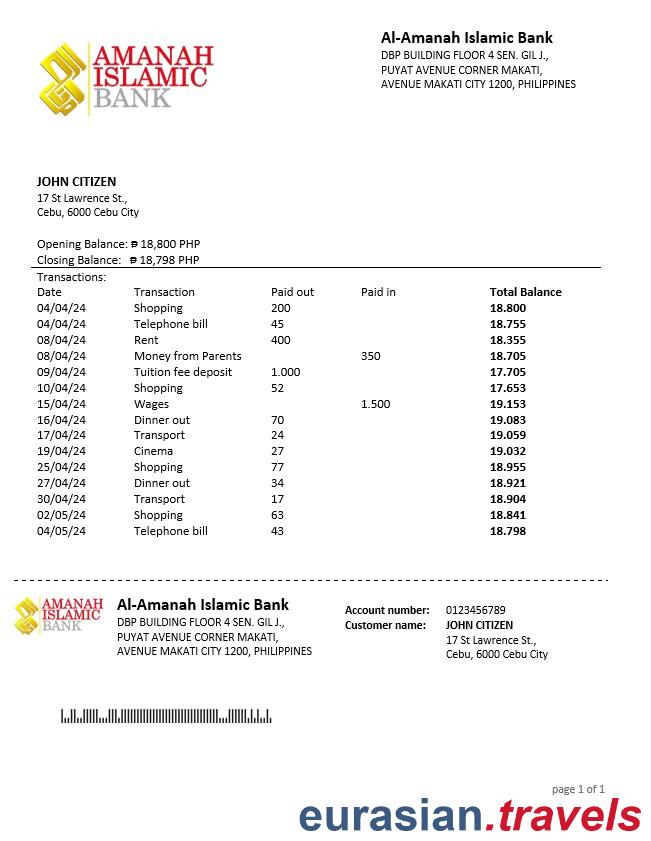 AMANAH
ISLAMIC
BANK
Al-Amanah Islamic Bank
DBP BUILDING FLOOR 4 SEN. GIL J.,
PUYAT AVENUE CORNER MAKATI,
AVENUE MAKATI CITY 1200, PHILIPPINES
JOHN CITIZEN
17 St Lawrence St.,
Cebu, 6000 Cebu City
Opening Balance: ₱ 18,800 PHP
Closing Balance: ₱ 18,798 PHP
Transactions:
Date Transaction Paid out Paid in Total Balance
04/04/24 Shopping 200 18.800
04/04/24 Telephone bill 45 18.755
08/04/24 Rent 400 18.355
08/04/24 Money from Parents 350 18.705
09/04/24 Tuition fee deposit 1.000 17.705
10/04/24 Shopping 52 17.653
15/04/24 Wages 1.500 19.153
16/04/24 Dinner out 70 19.083
17/04/24 Transport 24 19.059
19/04/24 Cinema 27 19.032
25/04/24 Shopping 77 18.955
27/04/24 Dinner out 34 18.921
30/04/24 Transport 17 18.904
02/05/24 Shopping 63 18.841
04/05/24 Telephone bill 43 18.798
AMANAH
ISLAMIC
BANK
Al-Amanah Islamic Bank
DBP BUILDING FLOOR 4 SEN. GIL J.,
PUYAT AVENUE CORNER MAKATI,
AVENUE MAKATI CITY 1200, PHILIPPINES
Account number: 0123456789
Customer name: JOHN CITIZEN
17 St Lawrence St.,
Cebu, 6000 Cebu City
page 1 of 1
eurasian.travels